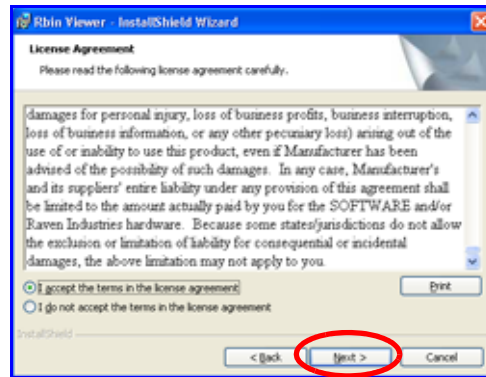 Rbin Viewer - InstallShield Wizard
License Agreement
Please read the following license agreement carefully.
damages for personal injury, loss of business profits, business interruption,
loss of business information, or any other pecuniary loss) arising out of the
use of or inability to use this product, even if Manufacturer has been
advised of the possibility of such damages.  In any case, Manufacturer's
and its suppliers' entire liability under any provision of this agreement shall
be limited to the amount actually paid by you for the SOFTWARE and/or
Raven Industries hardware.  Because some states/jurisdictions do not allow
the exclusion or limitation of liability for consequential or incidental
damages, the above limitation may not apply to you.
I accept the terms in the license agreement
Print
I do not accept the terms in the license agreement
InstallShield
< Back
Next >
Cancel